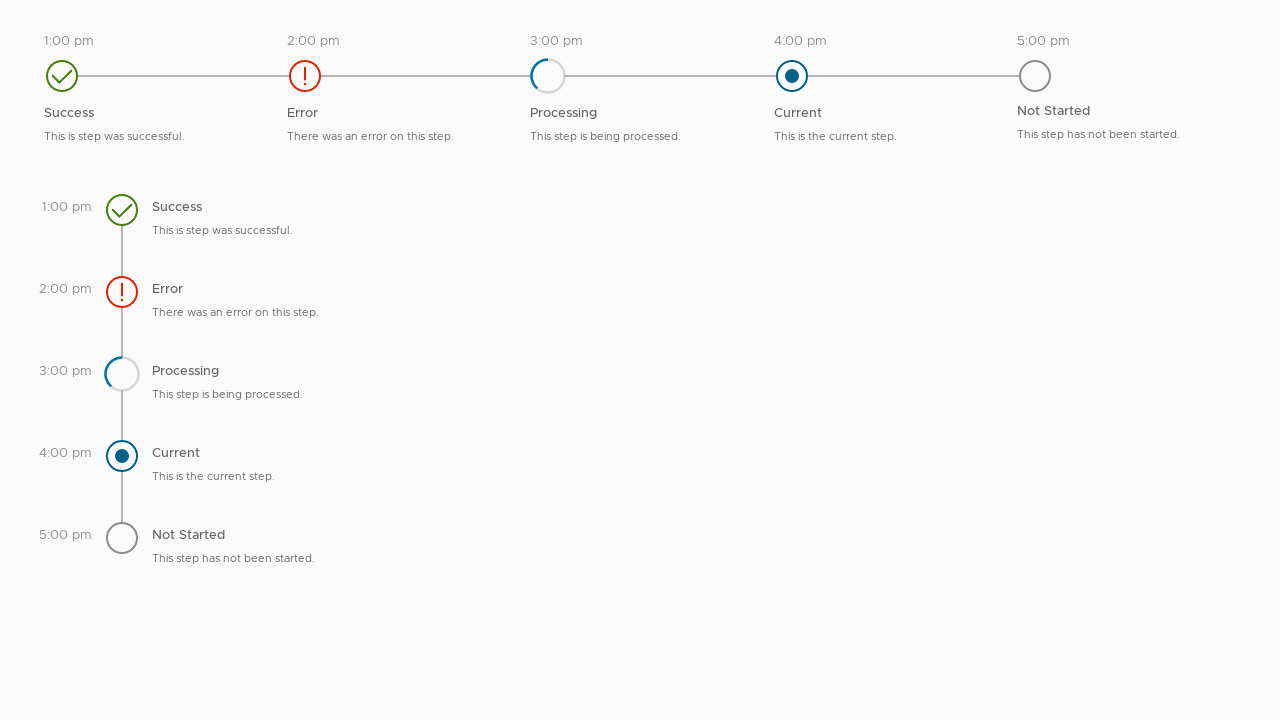 1:00 pm
Success
This is step was successful.
2:00 pm
Error
There was an error on this step.
3:00 pm
Processing
This step is being processed.
4:00 pm
Current
This is the current step.
5:00 pm
Not Started
This step has not been started.
1:00 pm
Success
This is step was successful.
2:00 pm
Error
There was an error on this step.
3:00 pm
Processing
This step is being processed.
4:00 pm
Current
This is the current step.
5:00 pm
Not Started
This step has not been started.